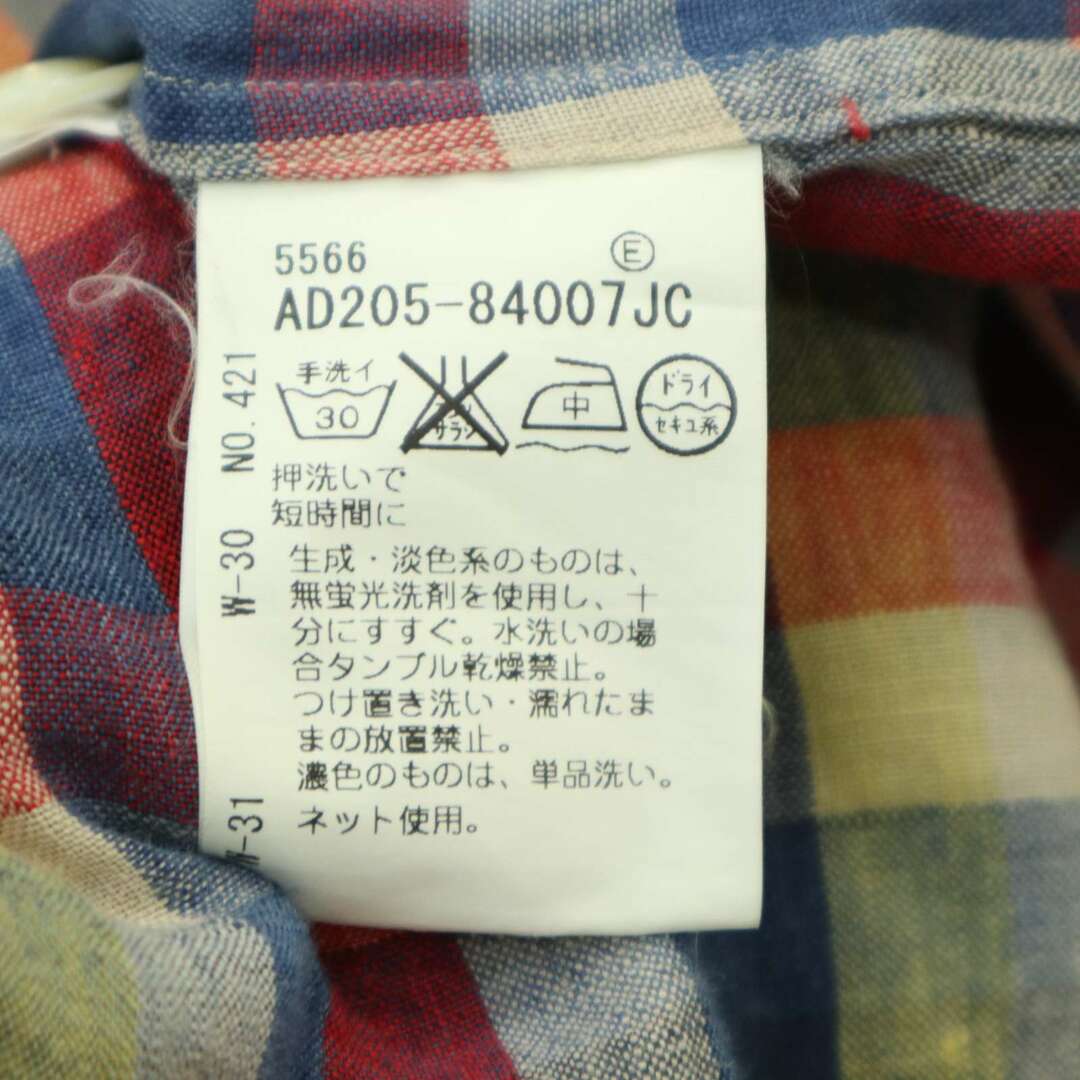 5566 Ⓔ
AD205-84007JC
手洗イ
30
サラシ
中
ドライ
セキユ系
押洗いで
短時間に
生成・淡色系のものは、
無蛍光洗剤を使用し、十
分にすすぐ。水洗いの場
合タンブル乾燥禁止。
つけ置き洗い・濡れたま
まの放置禁止。
濃色のものは、単品洗い。
ネット使用。
NO.421
W-30
-31